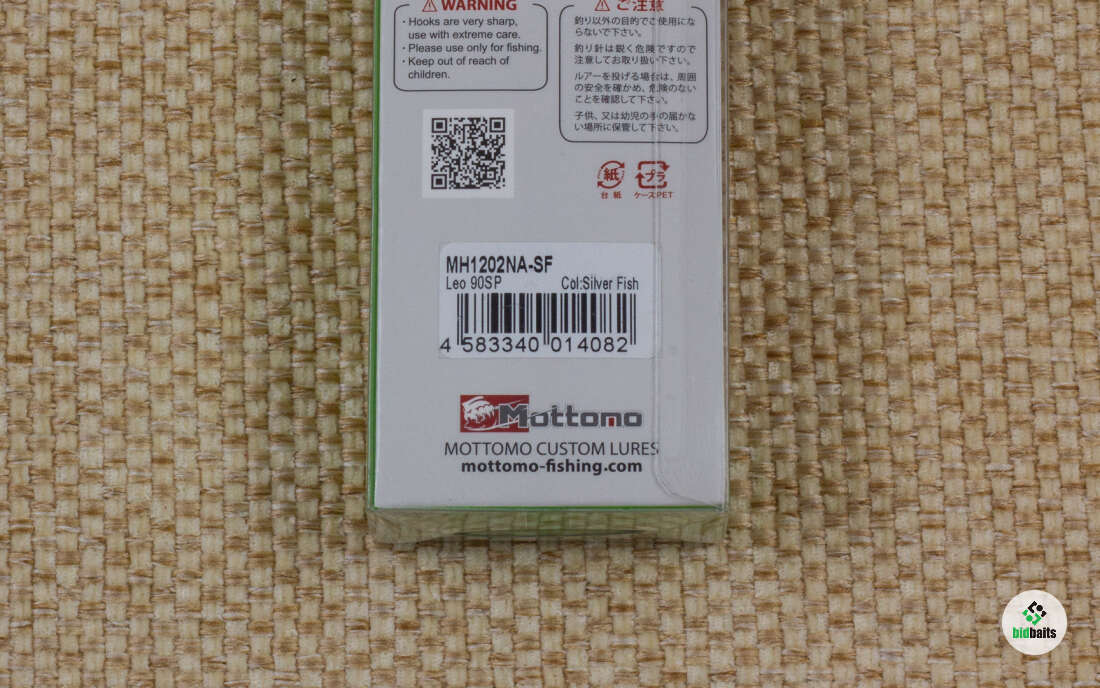 ⚠ WARNING
・Hooks are very sharp,
use with extreme care.
・Please use only for fishing.
・Keep out of reach of
children.
⚠ ご注意
釣り以外の目的でご使用にな
らないで下さい。
釣り針は鋭く危険ですので
注意してお取り扱い下さい。
ルアーを投げる場合は、周囲
の安全を確かめ、危険のない
ことを確認して下さい。
子供、又は幼児の手の届かな
い場所に保管して下さい。
紙
台紙
プラ
ケースPET
MH1202NA-SF
Leo 90SP Col:Silver Fish
4 583340 014082
Mottomo
MOTTOMO CUSTOM LURES
mottomo-fishing.com
bidbaits